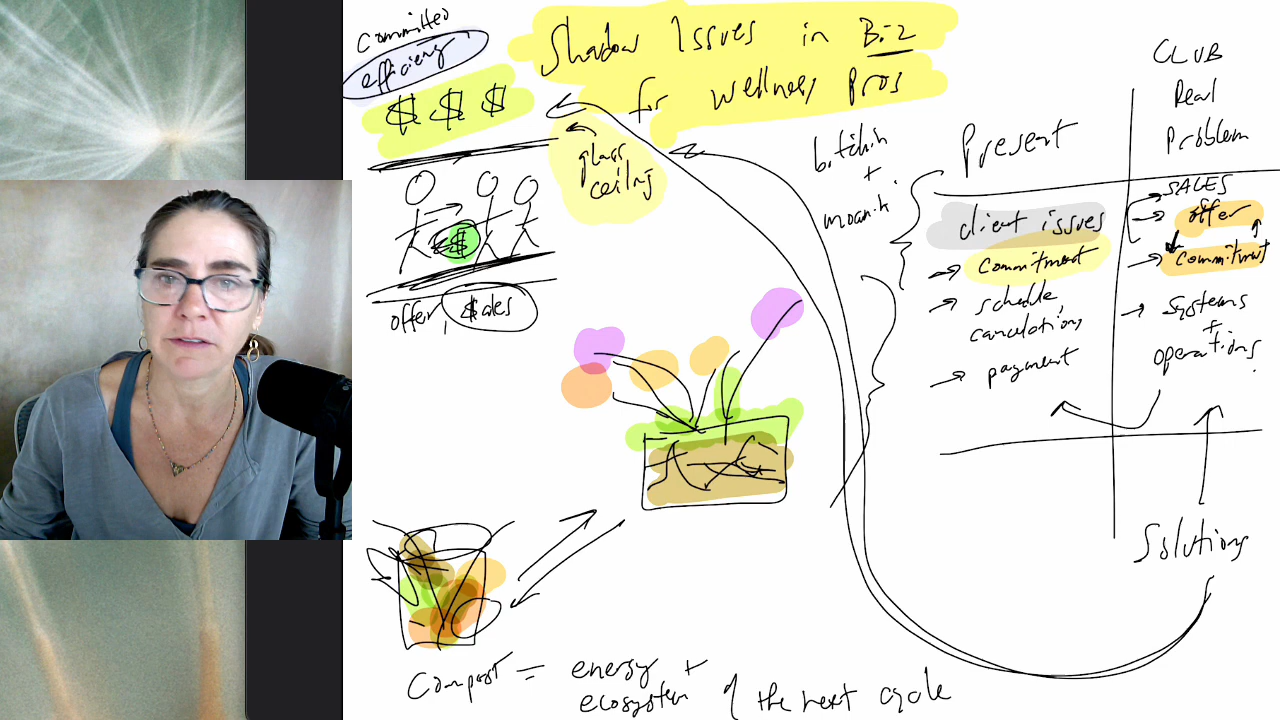 committed
efficiency
$ $ $
Shadow Issues in Biz
for Wellness Pros
glass
ceiling
$
offer, $ales
bitchin
+
moanin
Present
client issues
commitment
schedule,
cancelations
payment
CLUB
Real
Problem
SALES
offer
commitment
systems
+
operations
Solutions
Compost = energy +
ecosystem of the next cycle